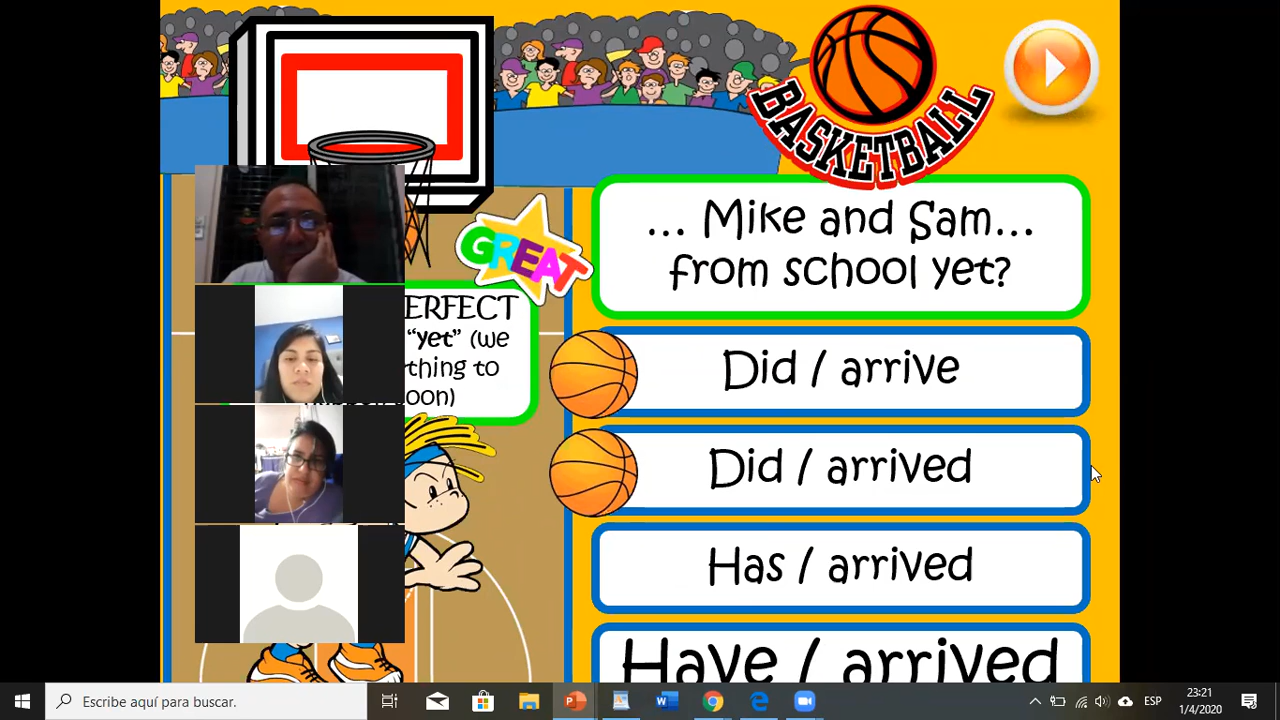 BASKETBALL
… Mike and Sam…
from school yet?
GREAT
ERFECT
"yet" (we
thing to
oon)
Did / arrive
Did / arrived
Has / arrived
Have / arrived
Escribe aquí para buscar.
ESP
23:21
1/4/2020